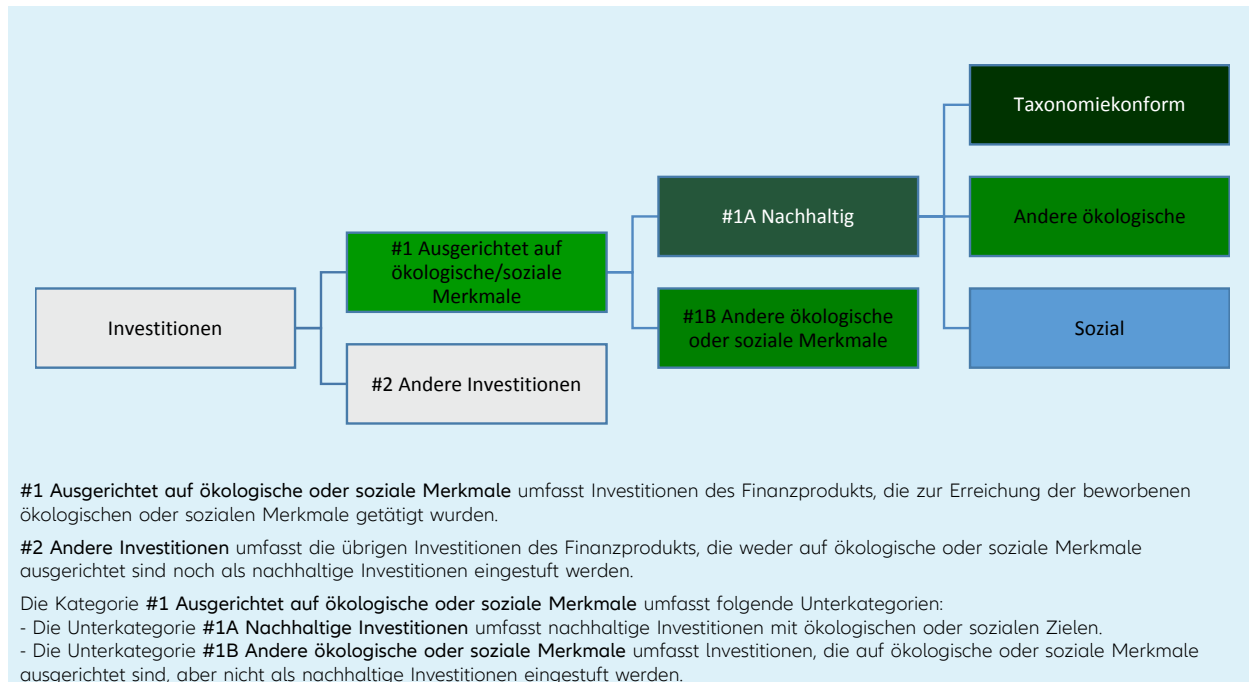 Taxonomiekonform
#1A Nachhaltig
Andere ökologische
#1 Ausgerichtet auf
ökologische/soziale
Merkmale
Investitionen
#1B Andere ökologische
oder soziale Merkmale
Sozial
#2 Andere Investitionen
#1 Ausgerichtet auf ökologische oder soziale Merkmale umfasst Investitionen des Finanzprodukts, die zur Erreichung der beworbenen
ökologischen oder sozialen Merkmale getätigt wurden.
#2 Andere Investitionen umfasst die übrigen Investitionen des Finanzprodukts, die weder auf ökologische oder soziale Merkmale
ausgerichtet sind noch als nachhaltige Investitionen eingestuft werden.
Die Kategorie #1 Ausgerichtet auf ökologische oder soziale Merkmale umfasst folgende Unterkategorien:
- Die Unterkategorie #1A Nachhaltige Investitionen umfasst nachhaltige Investitionen mit ökologischen oder sozialen Zielen.
- Die Unterkategorie #1B Andere ökologische oder soziale Merkmale umfasst Investitionen, die auf ökologische oder soziale Merkmale
ausgerichtet sind, aber nicht als nachhaltige Investitionen eingestuft werden.